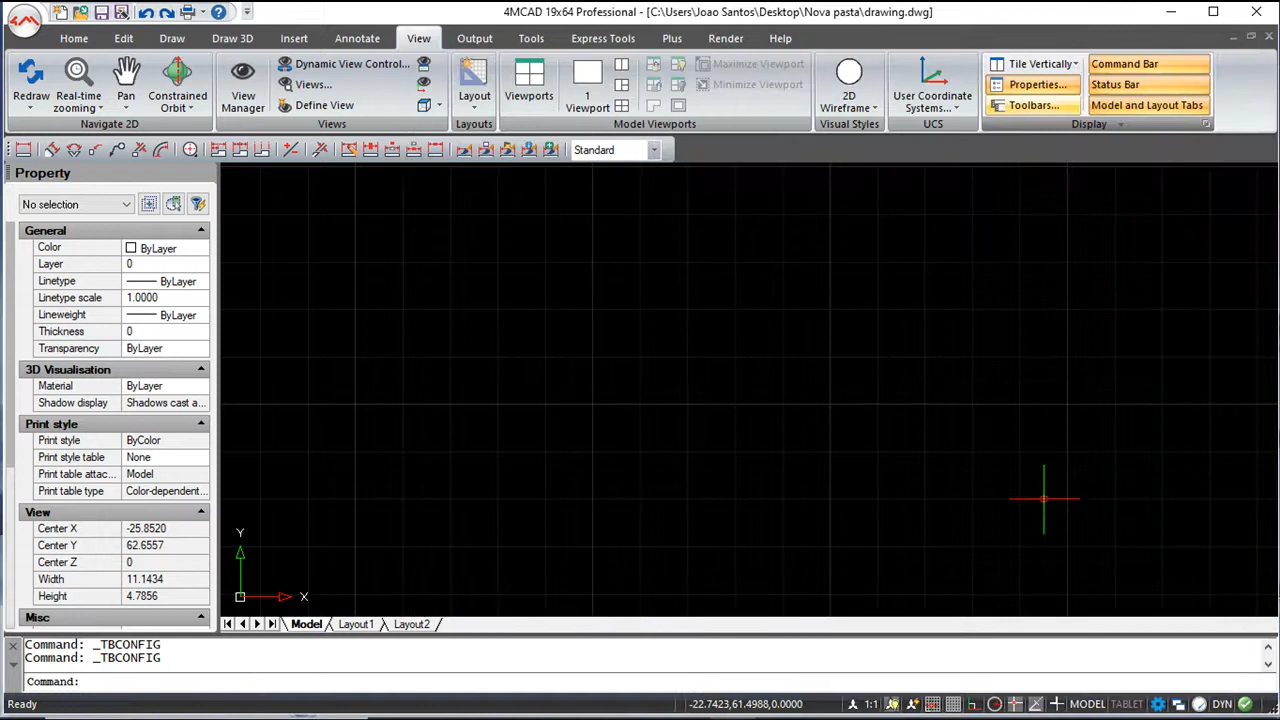 4MCAD 19x64 Professional - [C:\Users\Joao Santos\Desktop\Nova pasta\drawing.dwg]
Home Edit Draw Draw 3D Insert Annotate View Output Tools Express Tools Plus Render Help
Redraw
Real-time zooming
Pan
Constrained Orbit
Navigate 2D
View Manager
Dynamic View Control...
Views...
Define View
Views
Layout
Layouts
Viewports
1 Viewport
Maximize Viewport
Minimize Viewport
Model Viewports
2D Wireframe
Visual Styles
User Coordinate Systems...
UCS
Tile Vertically
Properties...
Toolbars...
Command Bar
Status Bar
Model and Layout Tabs
Display
Standard
Property
No selection
General
Color ByLayer
Layer 0
Linetype ByLayer
Linetype scale 1.0000
Lineweight ByLayer
Thickness 0
Transparency ByLayer
3D Visualisation
Material ByLayer
Shadow display Shadows cast a...
Print style
Print style ByColor
Print style table None
Print table attac... Model
Print table type Color-dependent...
View
Center X -25.8520
Center Y 62.6557
Center Z 0
Width 11.1434
Height 4.7856
Misc
Y
X
Model Layout1 Layout2
Command: _TBCONFIG
Command: _TBCONFIG
Command:
Ready -22.7423,61.4988,0.0000 1:1 MODEL TABLET DYN